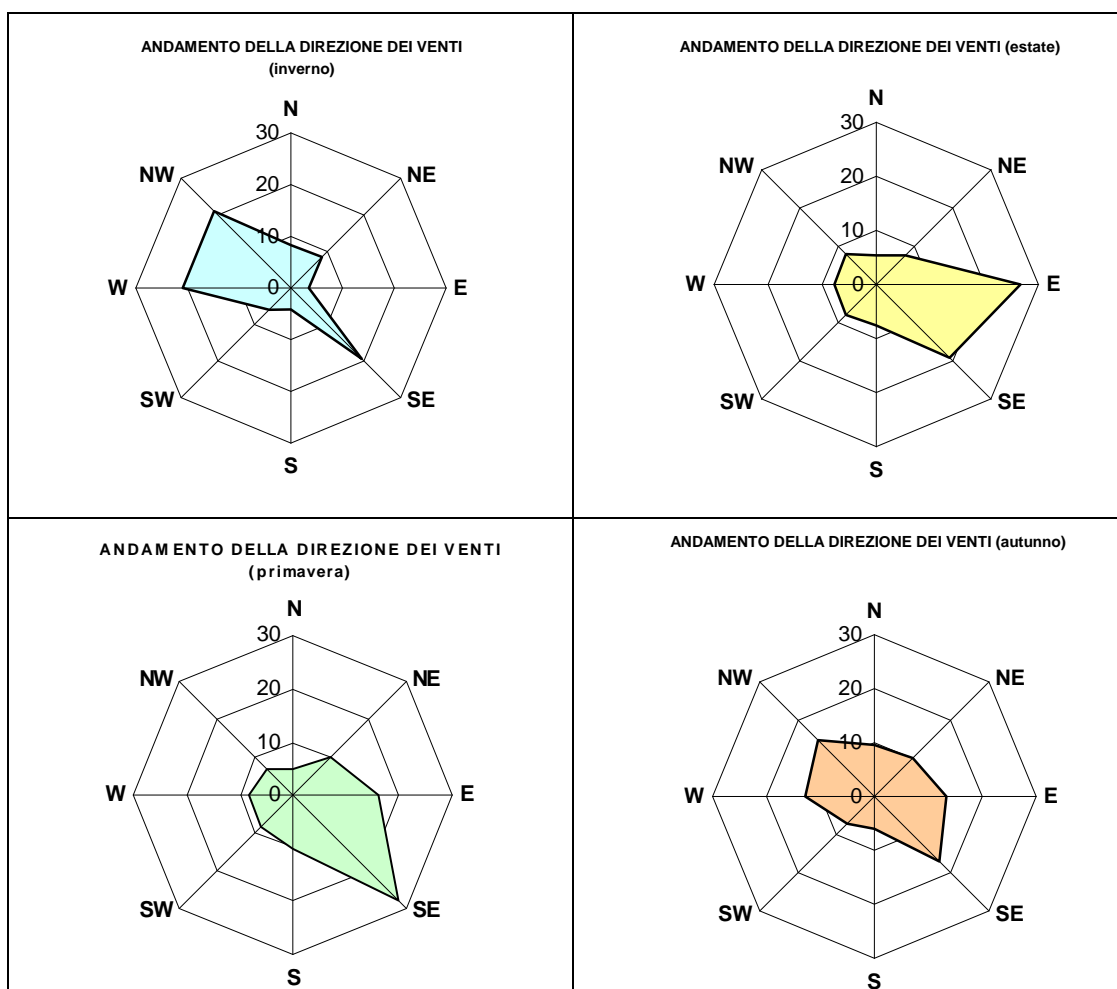 ANDAMENTO DELLA DIREZIONE DEI VENTI
(inverno)
N
30
NW
NE
20
10
W
0
E
SW
SE
S
ANDAMENTO DELLA DIREZIONE DEI VENTI (estate)
N
30
NW
NE
20
10
W
0
E
SW
SE
S
ANDAMENTO DELLA DIREZIONE DEI VENTI
(primavera)
N
30
NW
NE
20
10
W
0
E
SW
SE
S
ANDAMENTO DELLA DIREZIONE DEI VENTI (autunno)
N
30
NW
NE
20
10
W
0
E
SW
SE
S